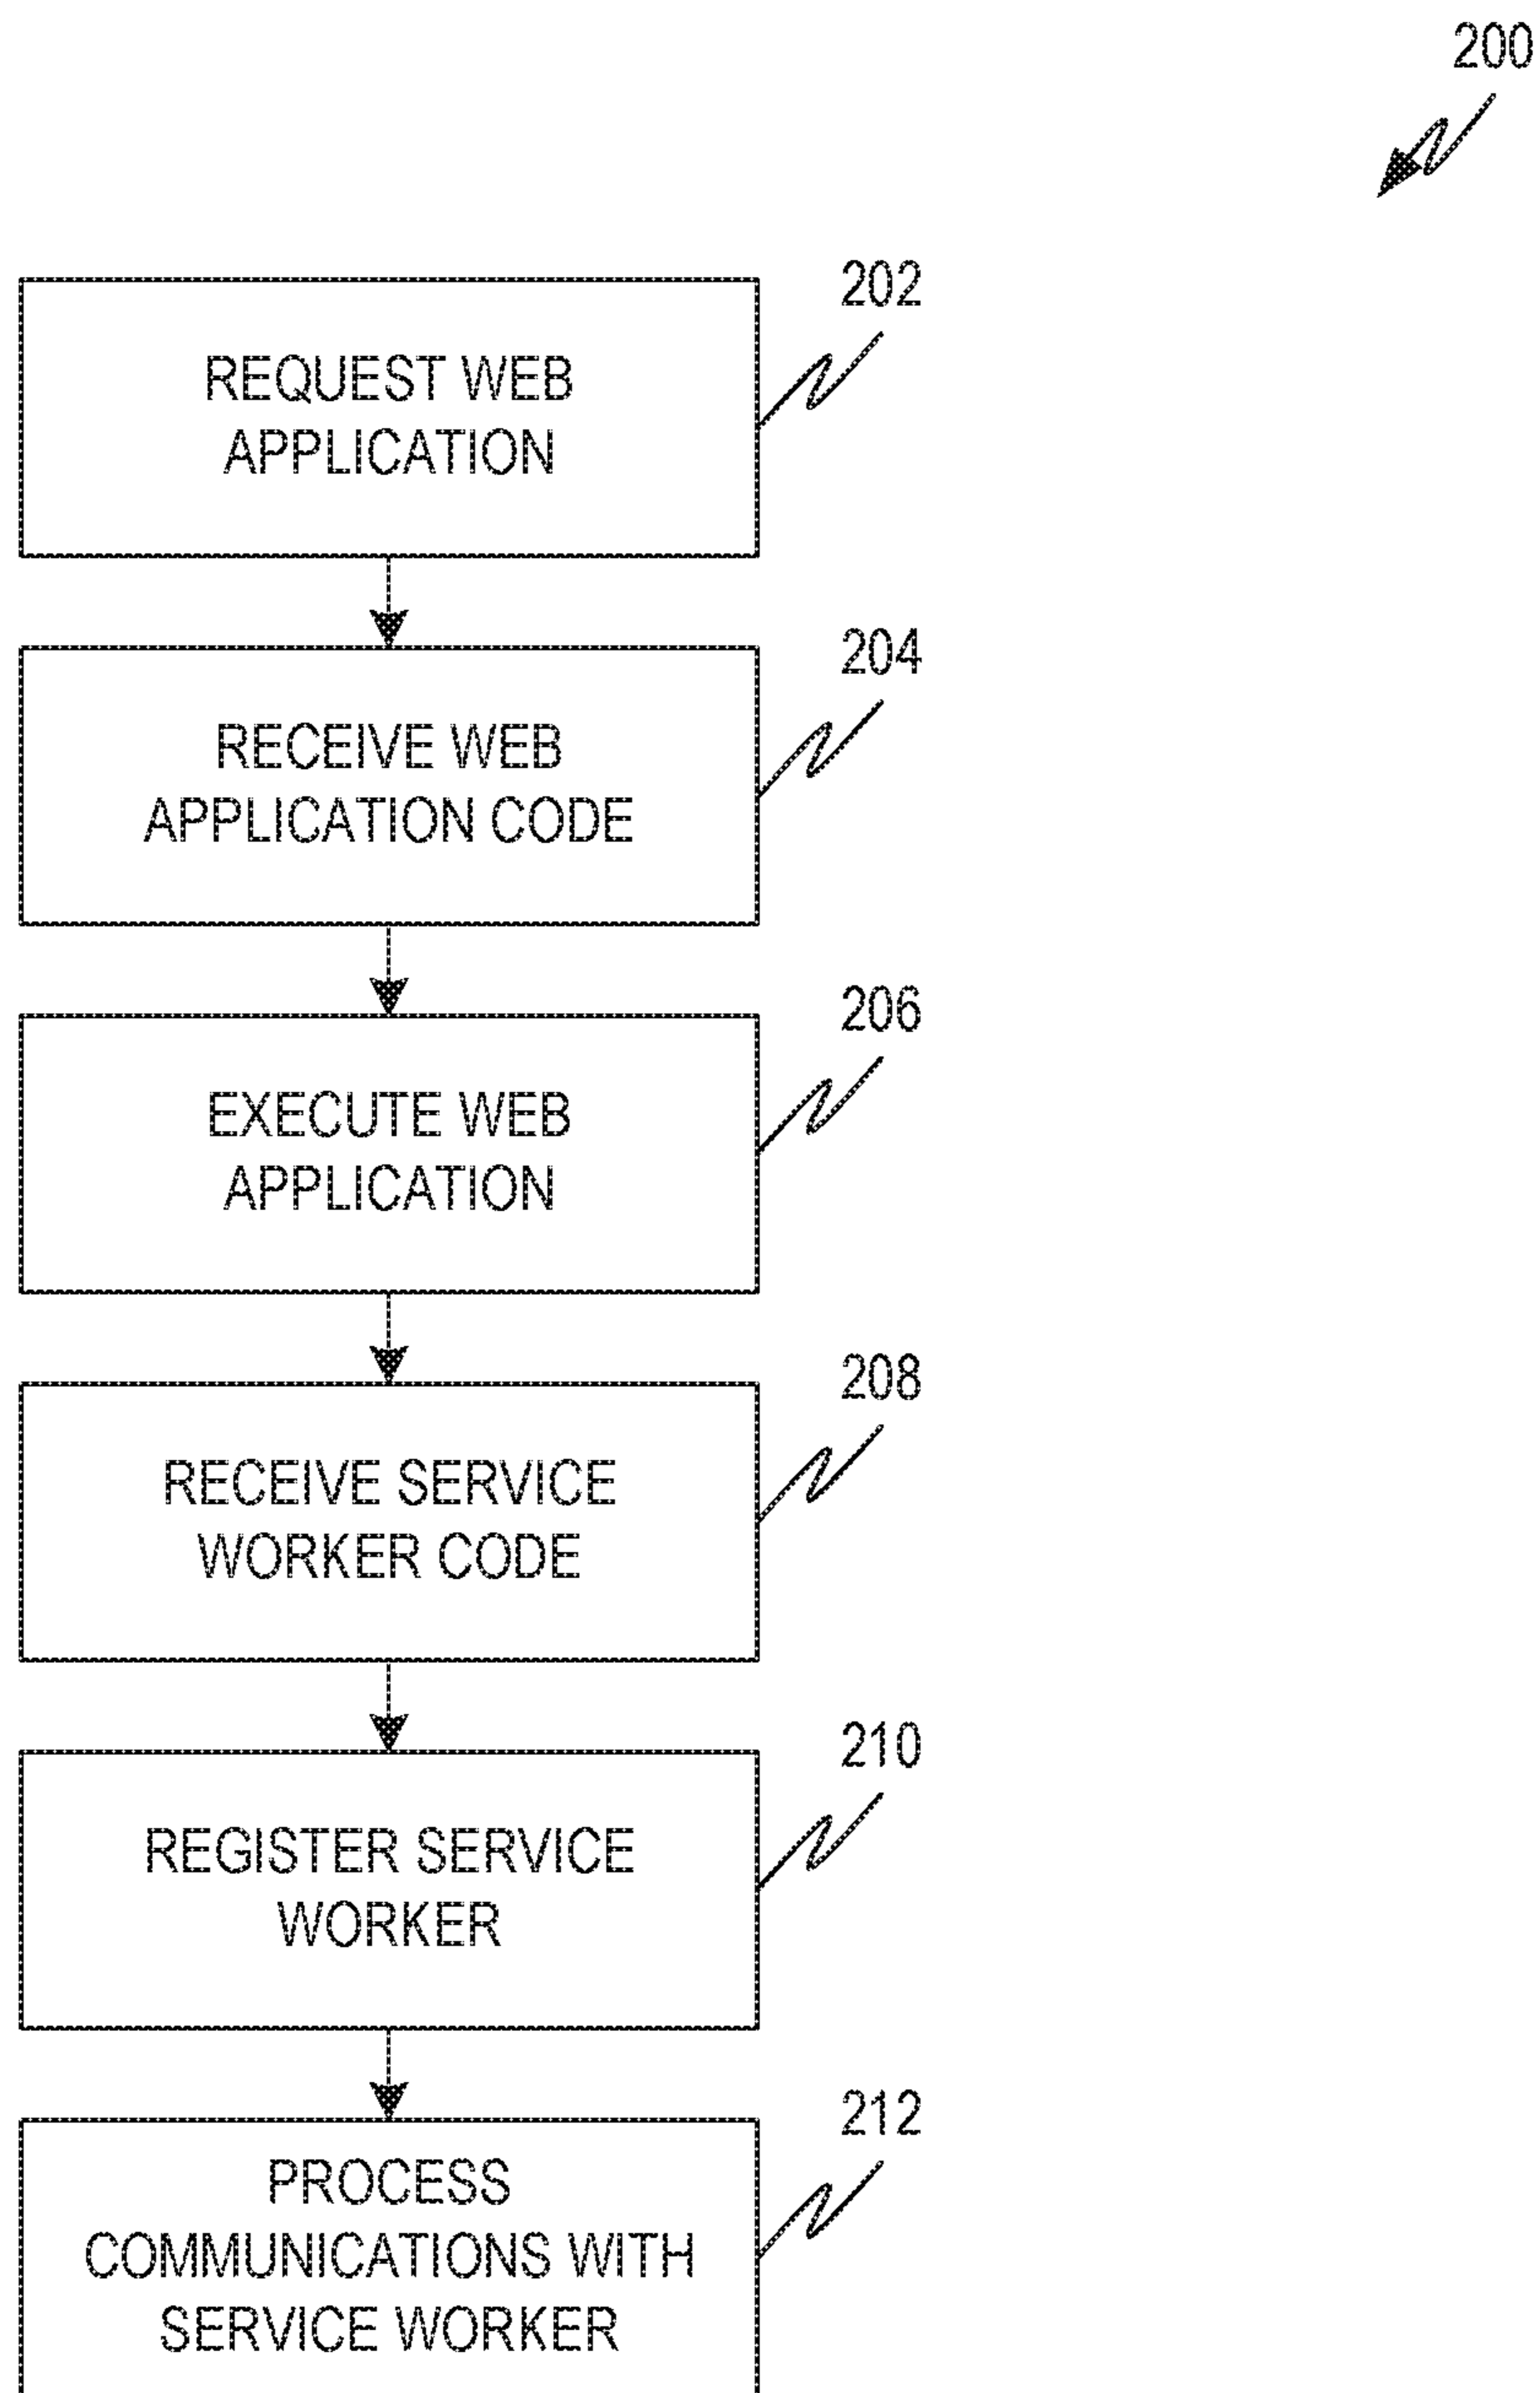 200
202
REQUEST WEB
APPLICATION
204
RECEIVE WEB
APPLICATION CODE
206
EXECUTE WEB
APPLICATION
208
RECEIVE SERVICE
WORKER CODE
210
REGISTER SERVICE
WORKER
212
PROCESS
COMMUNICATIONS WITH
SERVICE WORKER